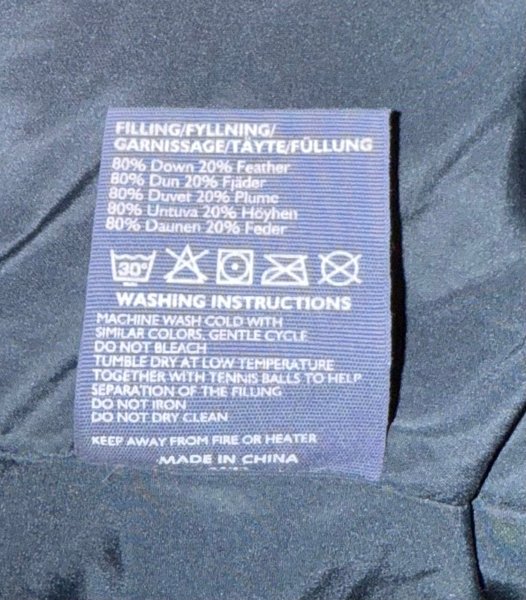 FILLING/FYLLNING/
GARNISSAGE/TÄYTE/FÜLLUNG
80% Down 20% Feather
80% Dun 20% Fjäder
80% Duvet 20% Plume
80% Untuva 20% Höyhen
80% Daunen 20% Feder
30°
WASHING INSTRUCTIONS
MACHINE WASH COLD WITH
SIMILAR COLORS, GENTLE CYCLE
DO NOT BLEACH
TUMBLE DRY AT LOW TEMPERATURE
TOGETHER WITH TENNIS BALLS TO HELP
SEPARATION OF THE FILLING
DO NOT IRON
DO NOT DRY CLEAN
KEEP AWAY FROM FIRE OR HEATER
MADE IN CHINA